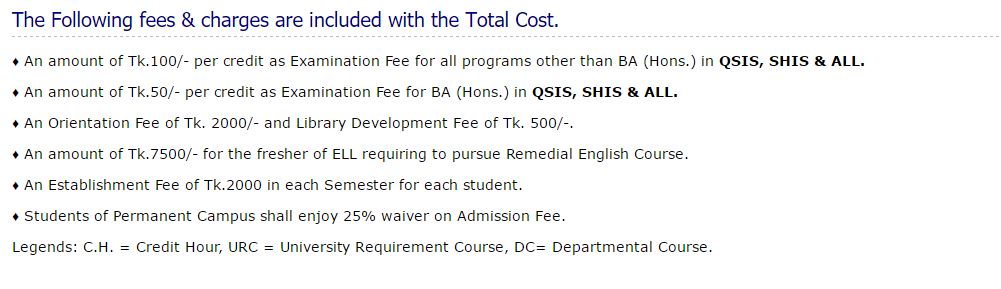 The Following fees & charges are included with the Total Cost.
♦ An amount of Tk.100/- per credit as Examination Fee for all programs other than BA (Hons.) in QSIS, SHIS & ALL.
♦ An amount of Tk.50/- per credit as Examination Fee for BA (Hons.) in QSIS, SHIS & ALL.
♦ An Orientation Fee of Tk. 2000/- and Library Development Fee of Tk. 500/-.
♦ An amount of Tk.7500/- for the fresher of ELL requiring to pursue Remedial English Course.
♦ An Establishment Fee of Tk.2000 in each Semester for each student.
♦ Students of Permanent Campus shall enjoy 25% waiver on Admission Fee.
Legends: C.H. = Credit Hour, URC = University Requirement Course, DC= Departmental Course.